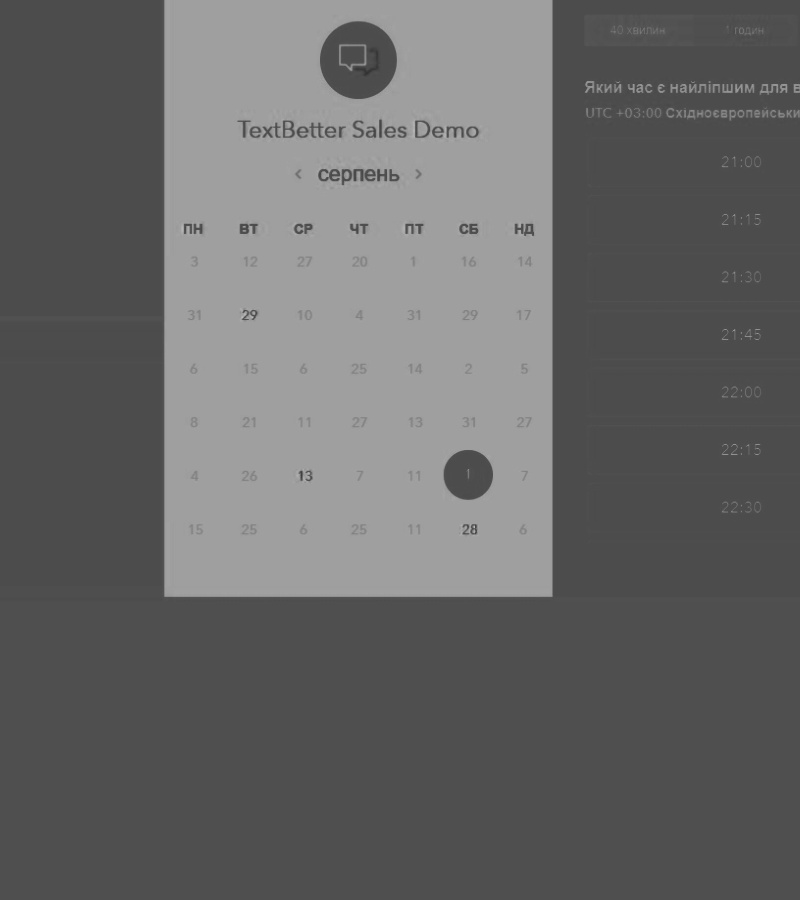 TextBetter Sales Demo
серпень
ПН ВТ СР ЧТ ПТ СБ НД
3 12 27 20 1 16 14
31 29 10 4 31 29 17
6 15 6 25 14 2 5
8 21 11 27 13 31 27
4 26 13 7 11 1 7
15 25 6 25 11 28 6
40 хвилин 1 годин
Який час є найліпшим для в
UTC +03:00 Східноєвропейськи
21:00
21:15
21:30
21:45
22:00
22:15
22:30